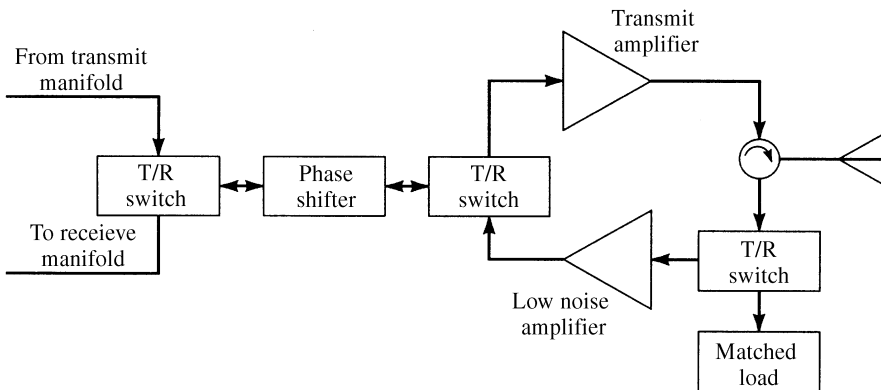 From transmit
manifold
T/R
switch
To receieve
manifold
Phase
shifter
T/R
switch
Transmit
amplifier
Low noise
amplifier
T/R
switch
Matched
load